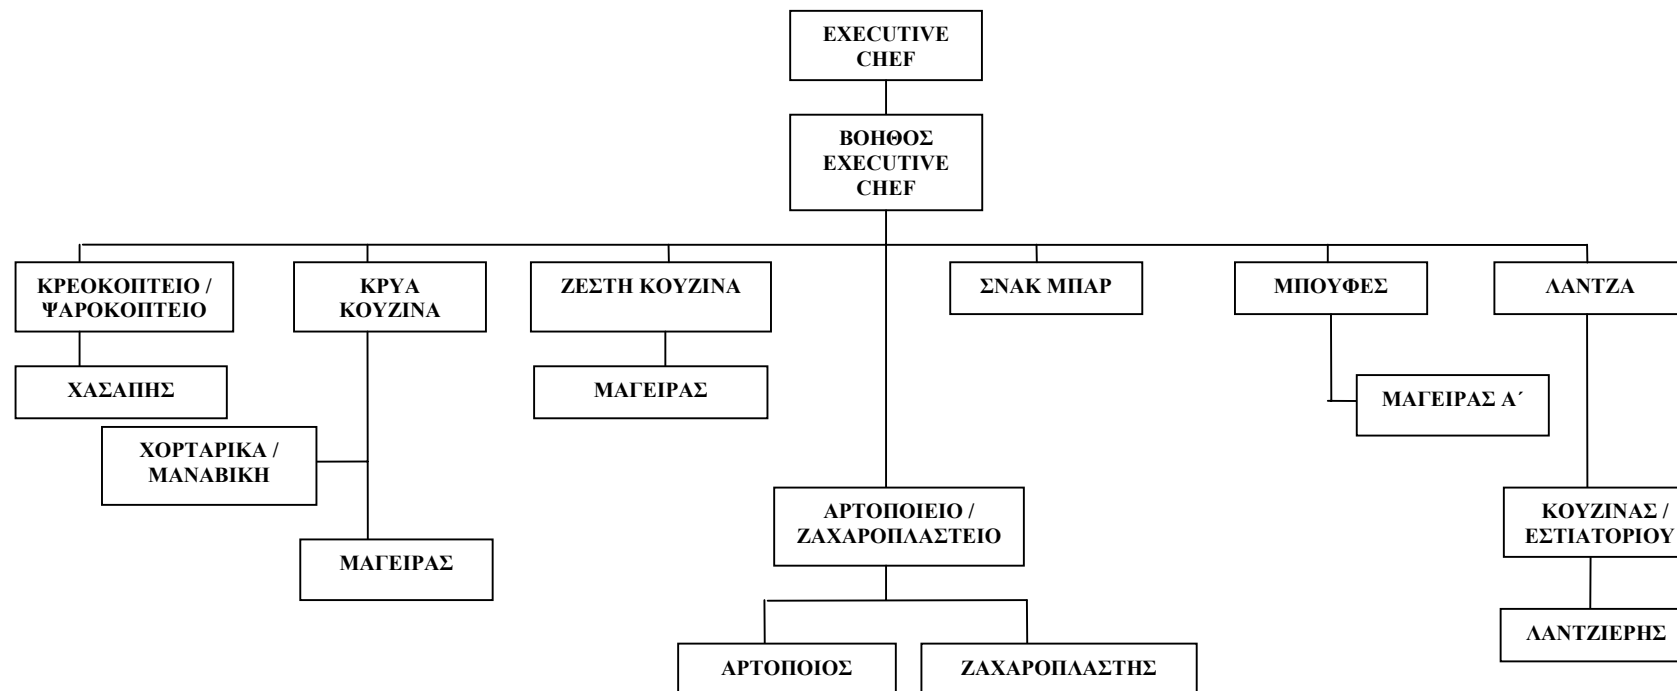 EXECUTIVE
CHEF
ΒΟΗΘΟΣ
EXECUTIVE
CHEF
ΚΡΕΟΚΟΠΤΕΙΟ /
ΨΑΡΟΚΟΠΤΕΙΟ
ΚΡΥΑ
ΚΟΥΖΙΝΑ
ΖΕΣΤΗ ΚΟΥΖΙΝΑ
ΣΝΑΚ ΜΠΑΡ
ΜΠΟΥΦΕΣ
ΛΑΝΤΖΑ
ΧΑΣΑΠΗΣ
ΜΑΓΕΙΡΑΣ
ΜΑΓΕΙΡΑΣ Α΄
ΧΟΡΤΑΡΙΚΑ /
ΜΑΝΑΒΙΚΗ
ΑΡΤΟΠΟΙΕΙΟ /
ΖΑΧΑΡΟΠΛΑΣΤΕΙΟ
ΚΟΥΖΙΝΑΣ /
ΕΣΤΙΑΤΟΡΙΟΥ
ΜΑΓΕΙΡΑΣ
ΛΑΝΤΖΙΕΡΗΣ
ΑΡΤΟΠΟΙΟΣ
ΖΑΧΑΡΟΠΛΑΣΤΗΣ